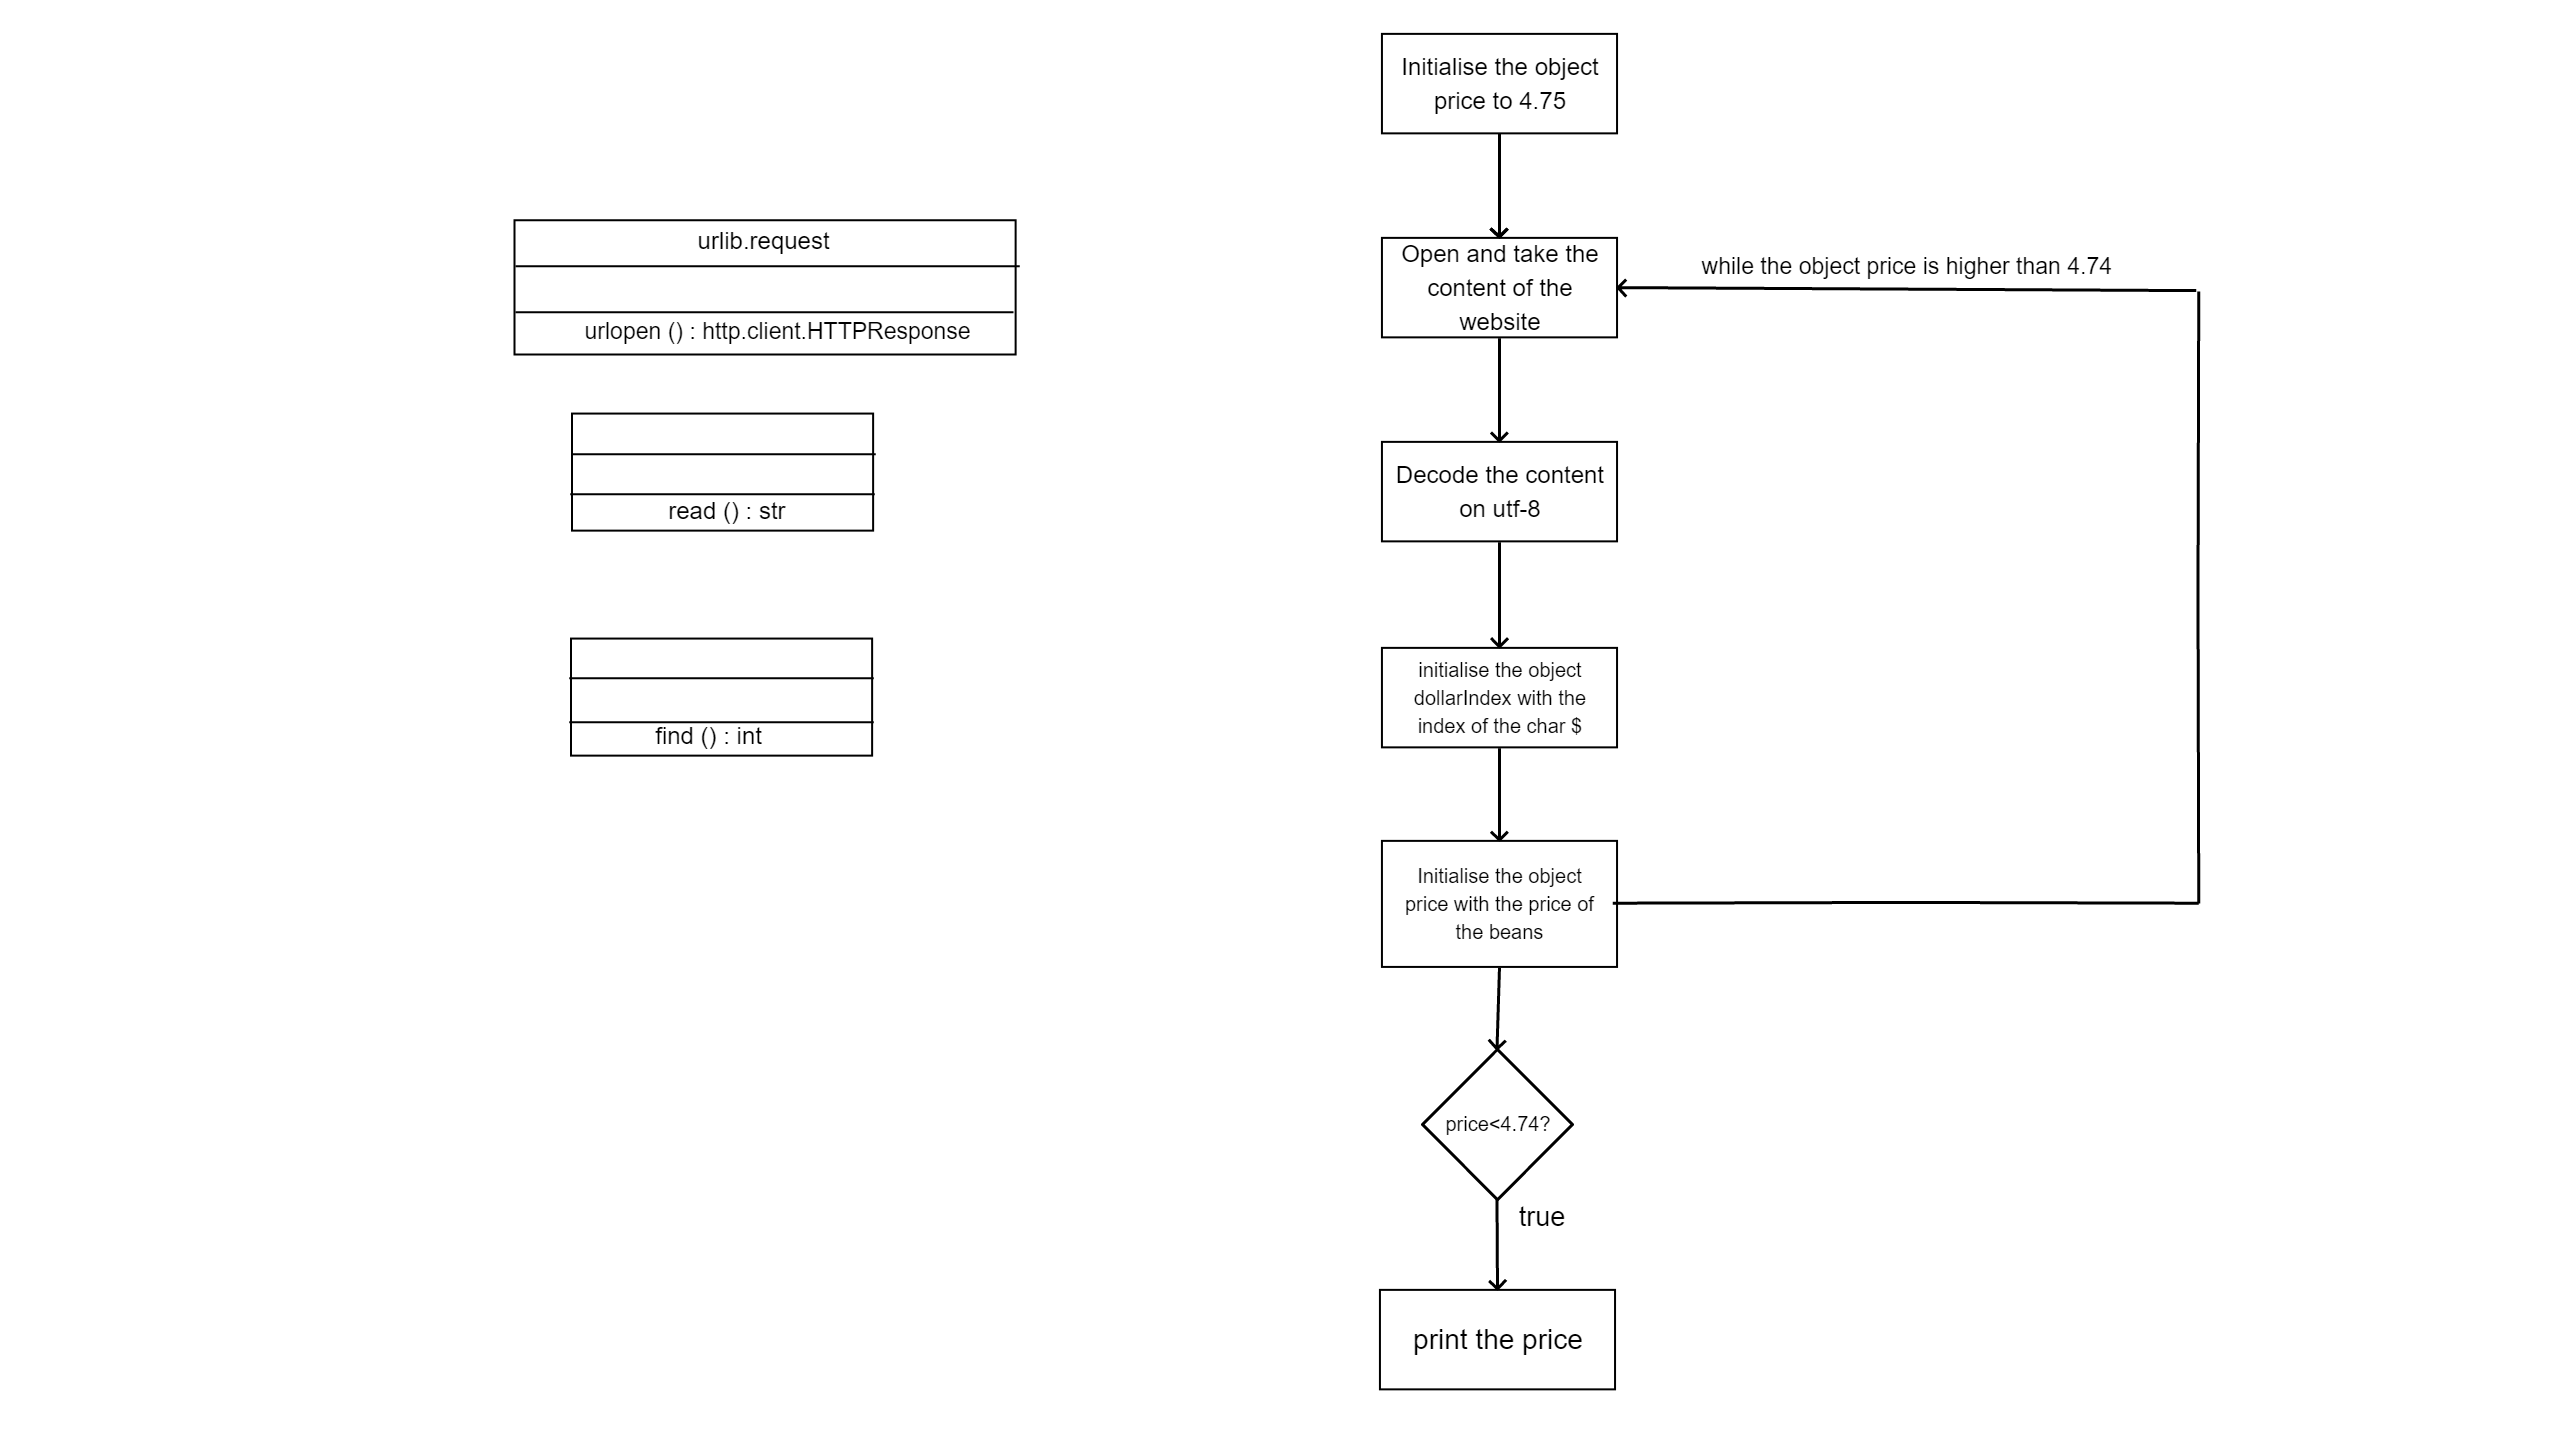 urlib.request
urlopen () : http.client.HTTPResponse
read () : str
find () : int
Initialise the object
price to 4.75
Open and take the
content of the
website
while the object price is higher than 4.74
Decode the content
on utf-8
initialise the object
dollarIndex with the
index of the char $
Initialise the object
price with the price of
the beans
price<4.74?
true
print the price